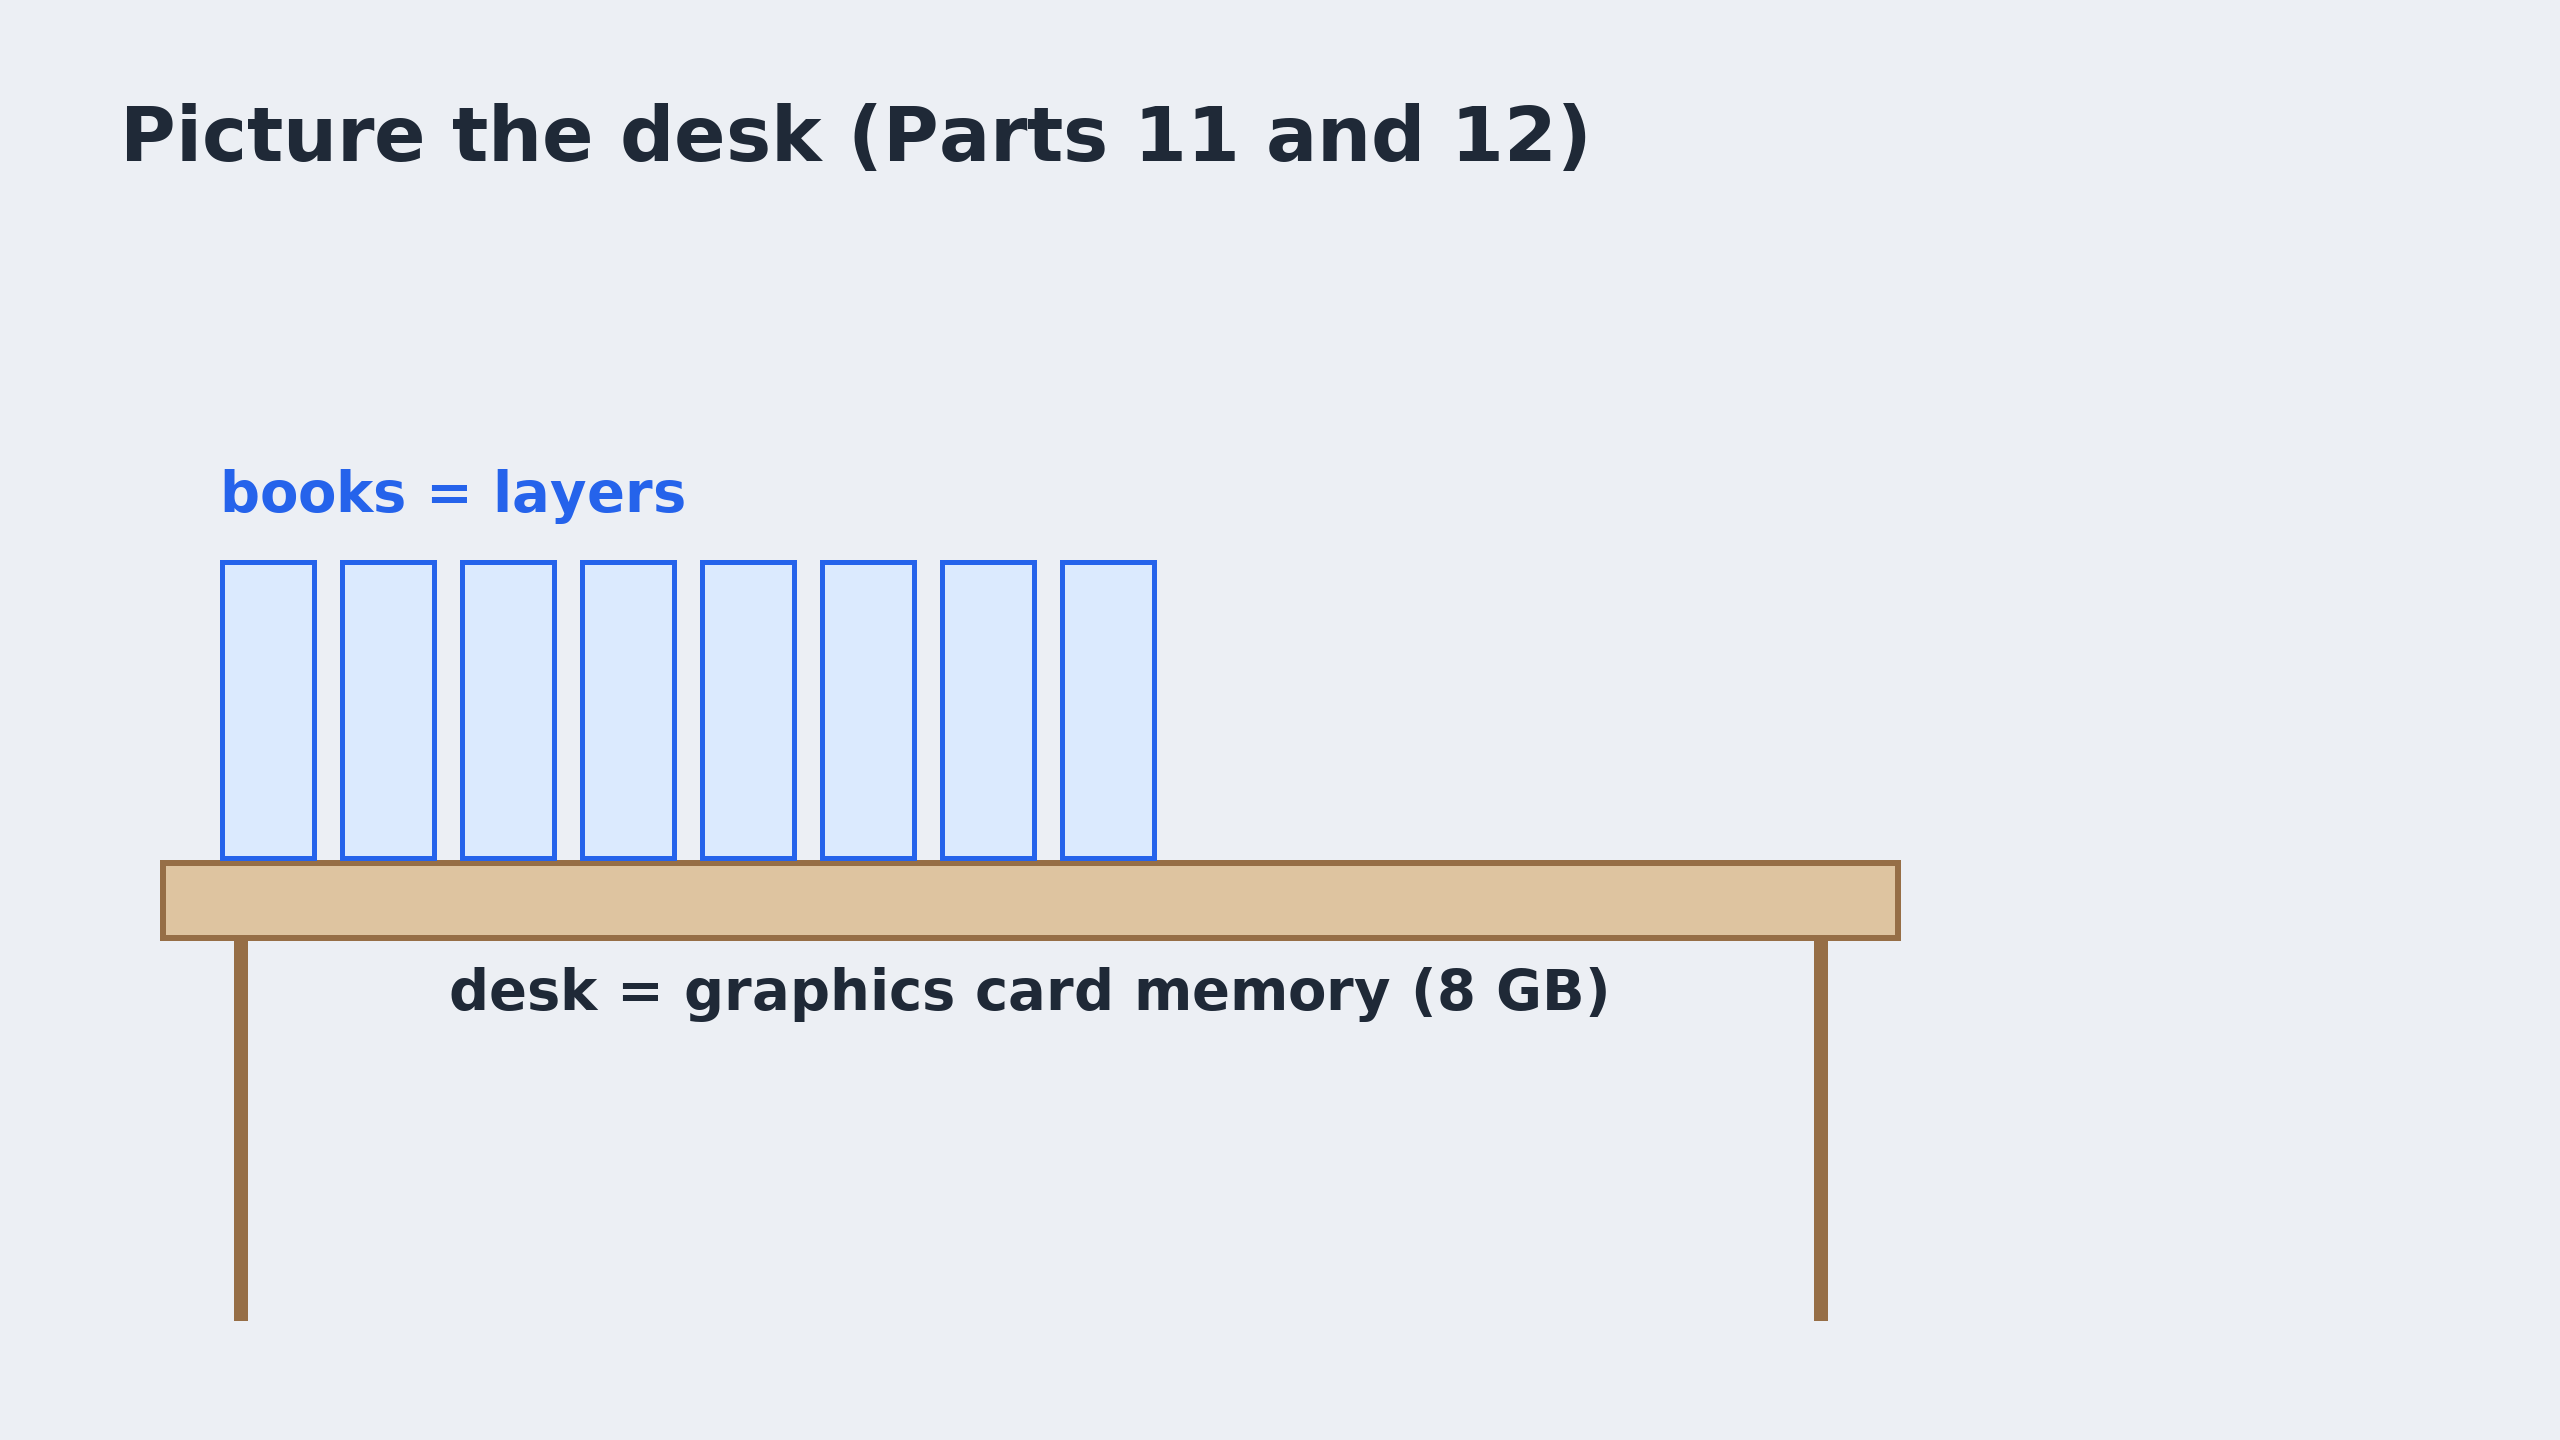 Picture the desk (Parts 11 and 12)
books = layers
desk = graphics card memory (8 GB)